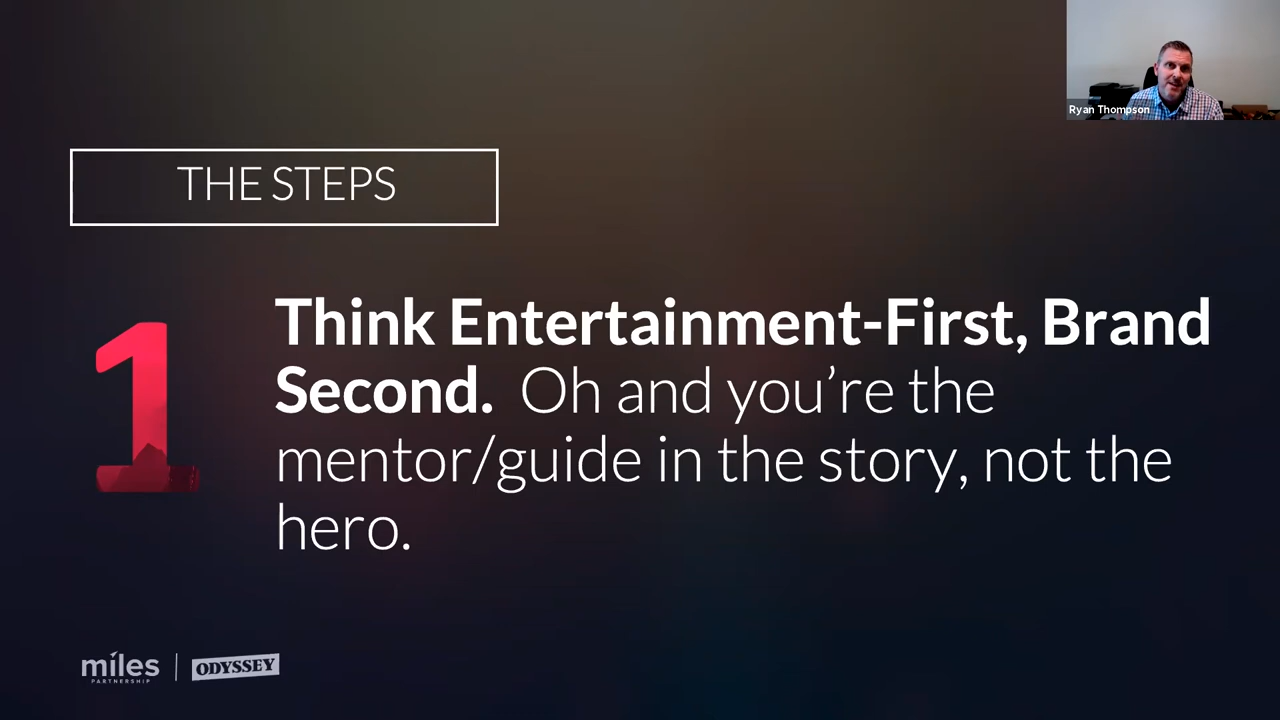 Ryan Thompson
THE STEPS
1
Think Entertainment-First, Brand
Second. Oh and you’re the
mentor/guide in the story, not the
hero.
miles
PARTNERSHIP
ODYSSEY